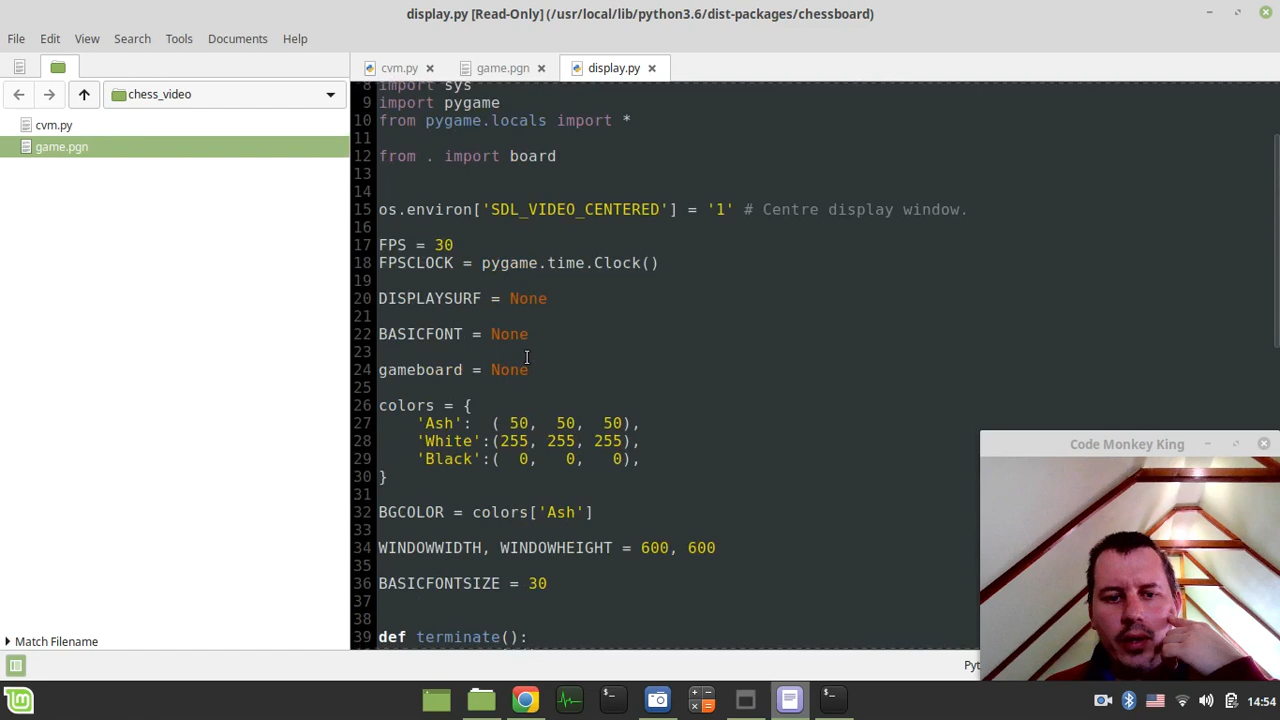 display.py [Read-Only] (/usr/local/lib/python3.6/dist-packages/chessboard)
File Edit View Search Tools Documents Help
cvm.py game.pgn display.py
chess_video
cvm.py
game.pgn
8 import sys
9 import pygame
10 from pygame.locals import *
11
12 from . import board
13
14
15 os.environ['SDL_VIDEO_CENTERED'] = '1' # Centre display window.
16
17 FPS = 30
18 FPSCLOCK = pygame.time.Clock()
19
20 DISPLAYSURF = None
21
22 BASICFONT = None
23
24 gameboard = None
25
26 colors = {
27 'Ash': ( 50, 50, 50),
28 'White':(255, 255, 255),
29 'Black':( 0, 0, 0),
30 }
31
32 BGCOLOR = colors['Ash']
33
34 WINDOWWIDTH, WINDOWHEIGHT = 600, 600
35
36 BASICFONTSIZE = 30
37
38
39 def terminate():
Match Filename
Code Monkey King
Pyt
14:54